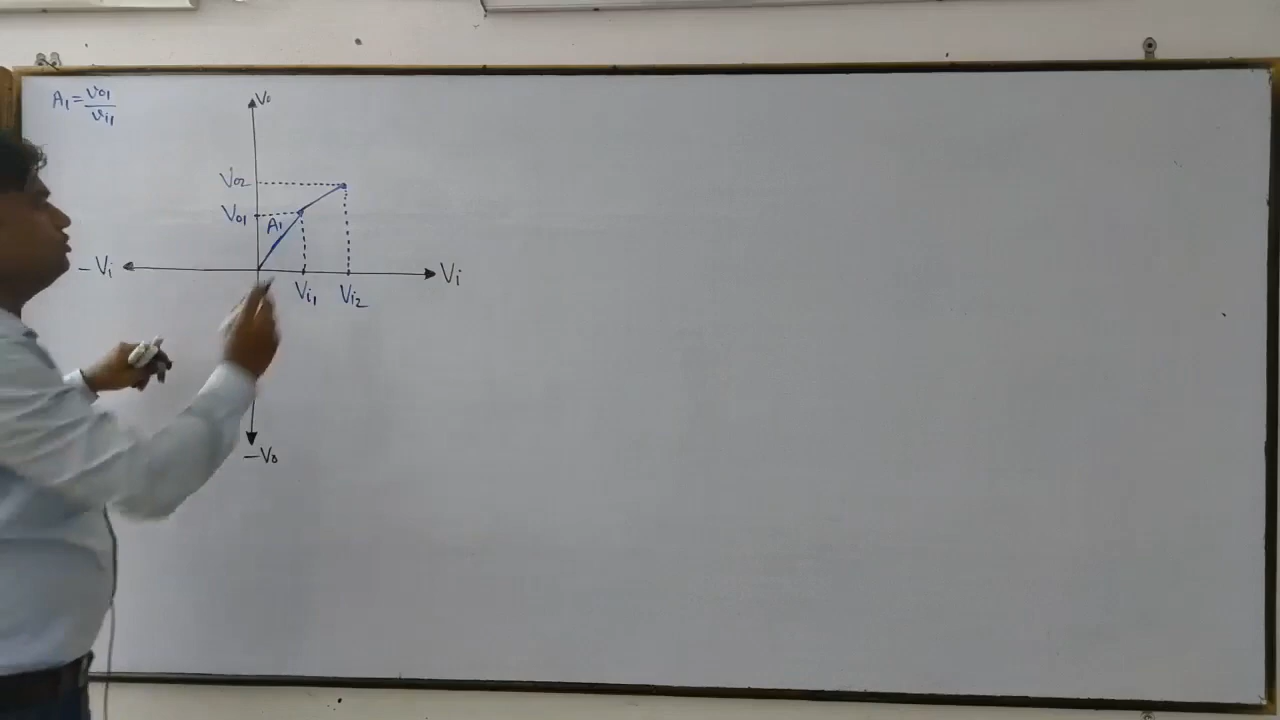 A₁ = Vo1/Vi1
Vo
Vo2
Vo1
A₁
-Vi
Vi
Vi₁
Vi₂
-Vo